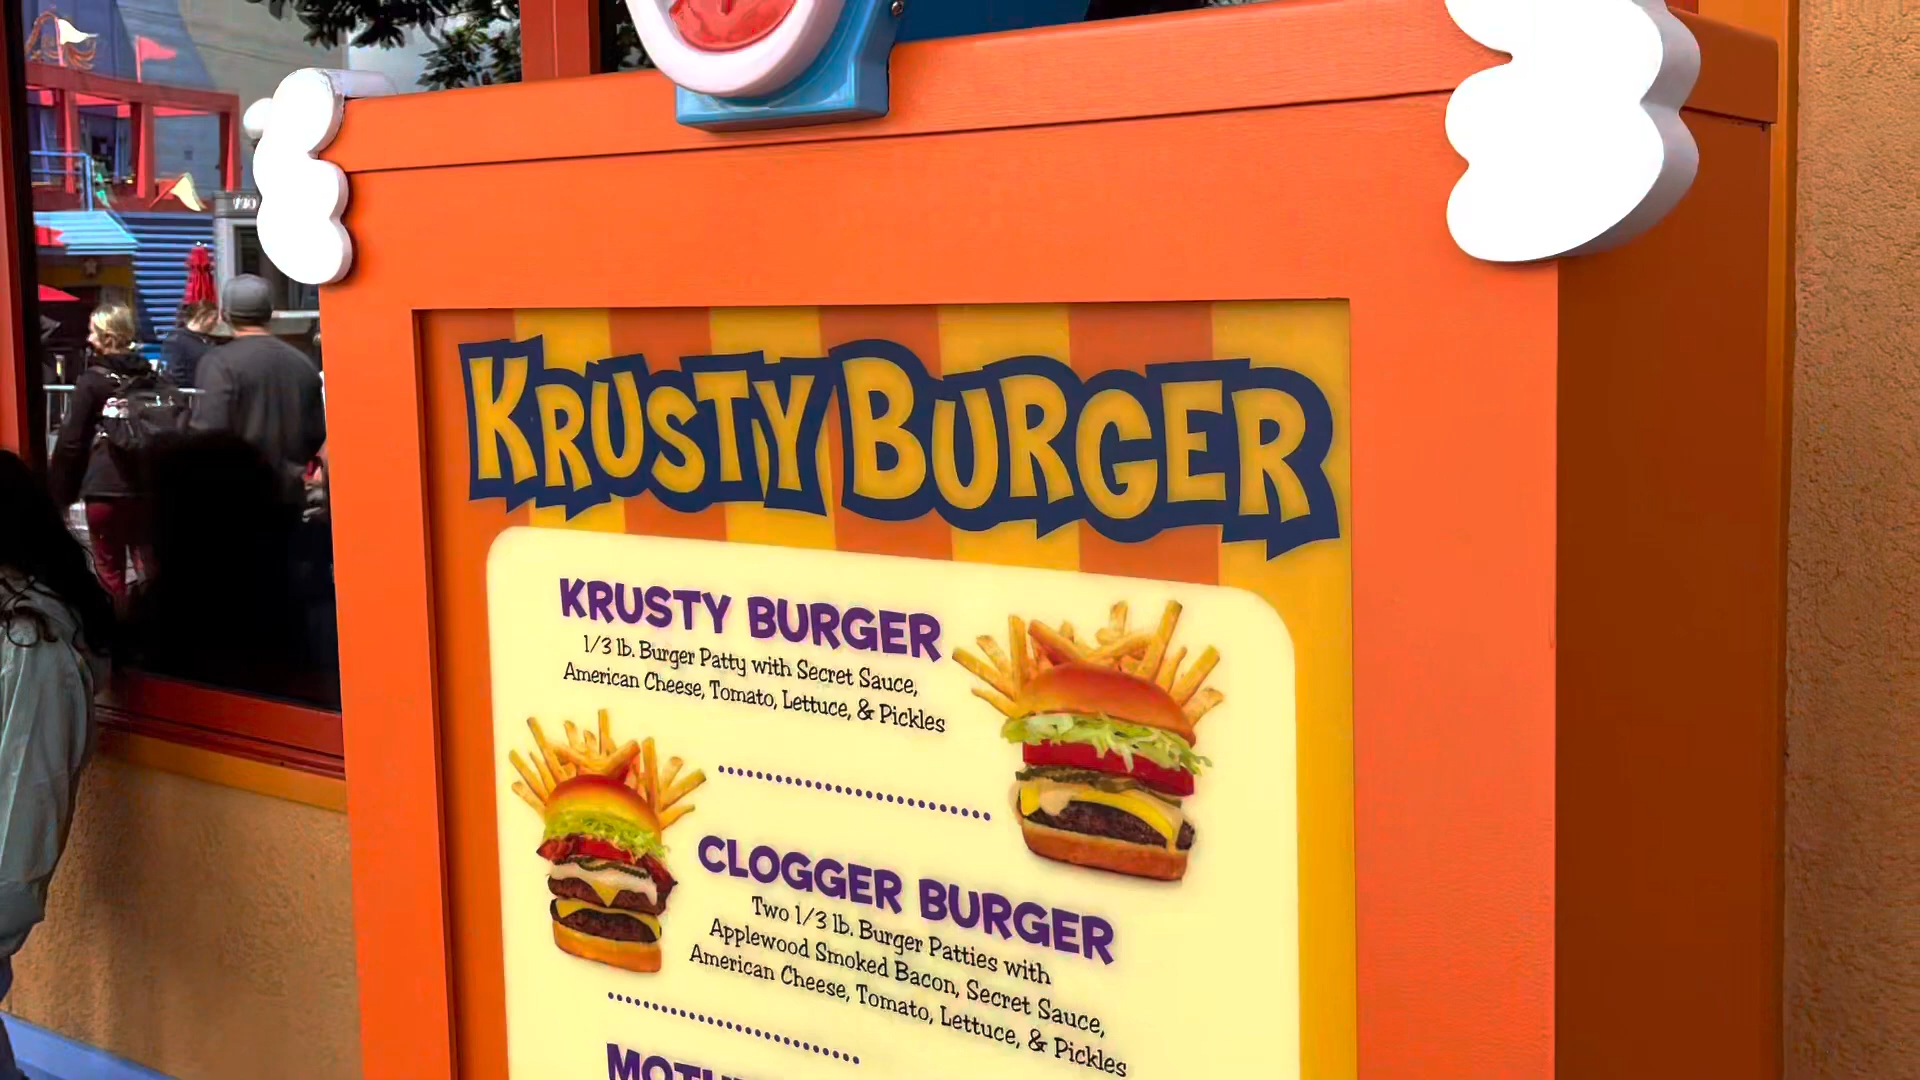 KRUSTY BURGER
KRUSTY BURGER
1/3 lb. Burger Patty with Secret Sauce,
American Cheese, Tomato, Lettuce, & Pickles
CLOGGER BURGER
Two 1/3 lb. Burger Patties with
Applewood Smoked Bacon, Secret Sauce,
American Cheese, Tomato, Lettuce, & Pickles